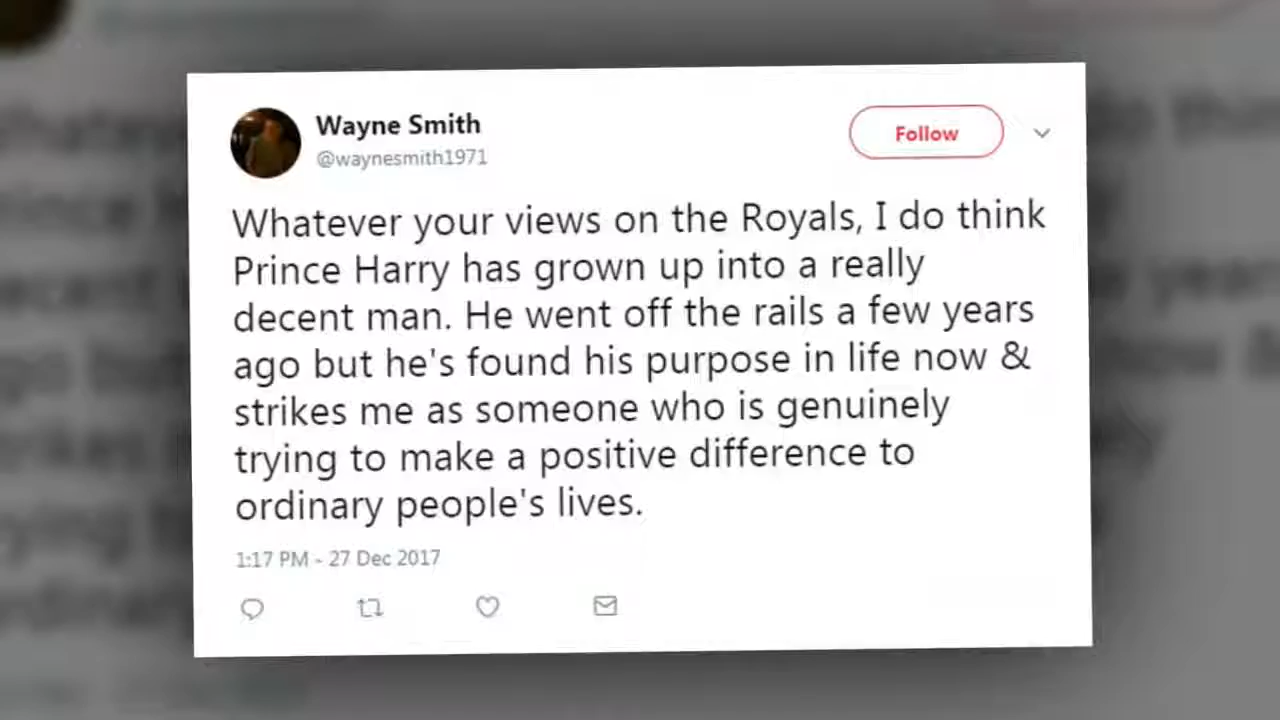 Wayne Smith
@waynesmith1971
Follow
Whatever your views on the Royals, I do think
Prince Harry has grown up into a really
decent man. He went off the rails a few years
ago but he's found his purpose in life now &
strikes me as someone who is genuinely
trying to make a positive difference to
ordinary people's lives.
1:17 PM - 27 Dec 2017